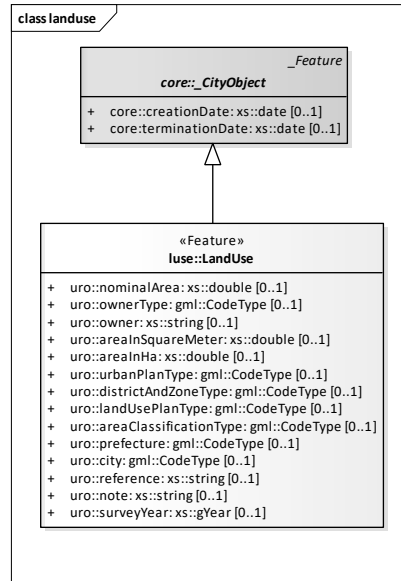 class landuse
_Feature
core::_CityObject
+ core::creationDate: xs::date [0..1]
+ core:terminationDate: xs::date [0..1]
«Feature»
luse::LandUse
+ uro::nominalArea: xs::double [0..1]
+ uro::ownerType: gml::CodeType [0..1]
+ uro::owner: xs::string [0..1]
+ uro::areaInSquareMeter: xs::double [0..1]
+ uro::areaInHa: xs::double [0..1]
+ uro::urbanPlanType: gml::CodeType [0..1]
+ uro::districtAndZoneType: gml::CodeType [0..1]
+ uro::landUsePlanType: gml::CodeType [0..1]
+ uro::areaClassificationType: gml::CodeType [0..1]
+ uro::prefecture: gml::CodeType [0..1]
+ uro::city: gml::CodeType [0..1]
+ uro::reference: xs::string [0..1]
+ uro::note: xs::string [0..1]
+ uro::surveyYear: xs::gYear [0..1]